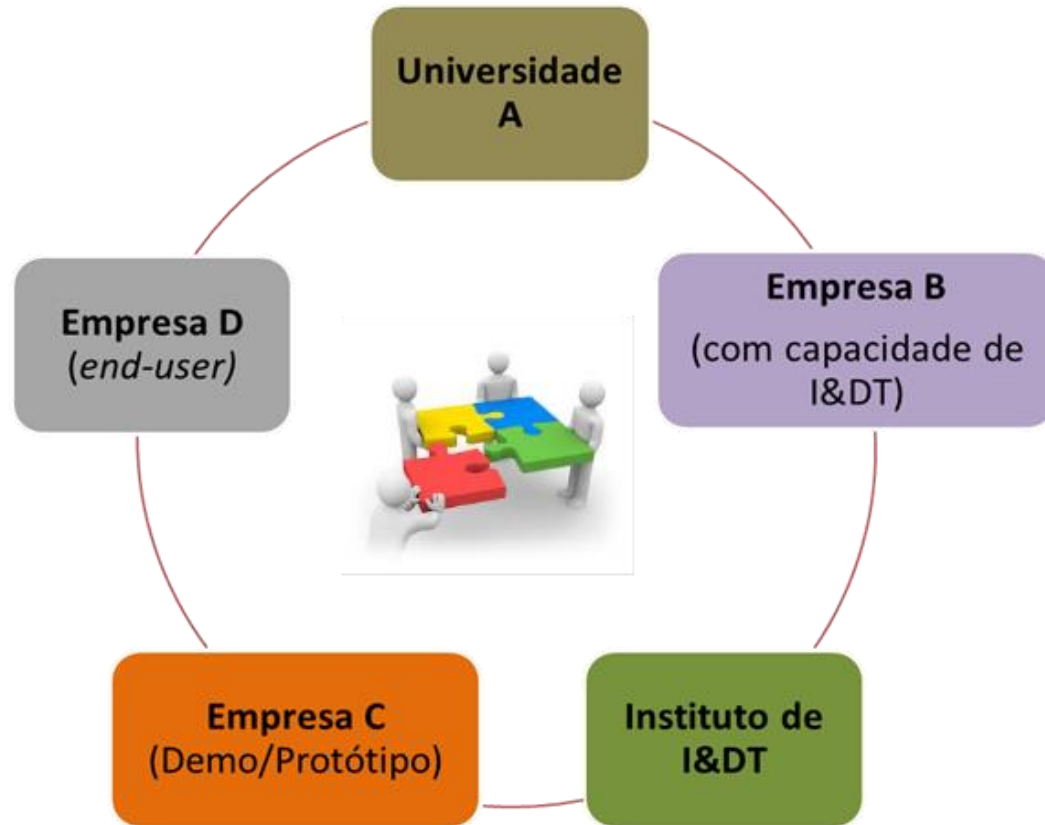 Universidade
A
Empresa B
(com capacidade de
I&DT)
Instituto de
I&DT
Empresa C
(Demo/Protótipo)
Empresa D
(end-user)